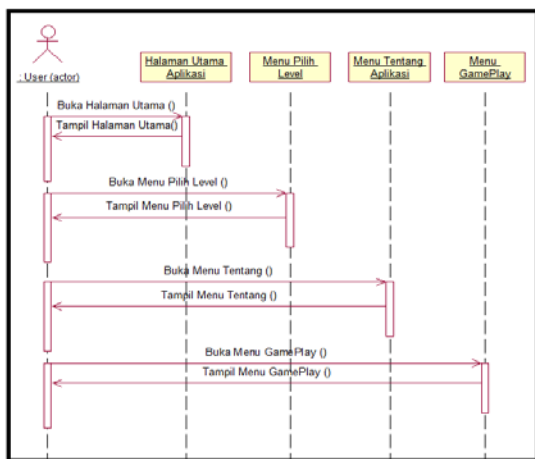 : User (actor)
Halaman Utama
Aplikasi
Menu Pilih
Level
Menu Tentang
Aplikasi
Menu
GamePlay
Buka Halaman Utama ()
Tampil Halaman Utama()
Buka Menu Pilih Level ()
Tampil Menu Pilih Level ()
Buka Menu Tentang ()
Tampil Menu Tentang ()
Buka Menu GamePlay ()
Tampil Menu GamePlay ()